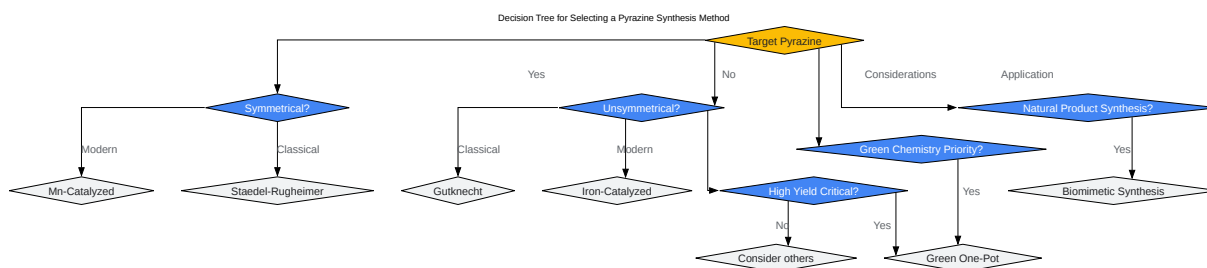 Decision Tree for Selecting a Pyrazine Synthesis Method
Target Pyrazine
Yes
No
Considerations
Application
Symmetrical?
Unsymmetrical?
Natural Product Synthesis?
Modern
Classical
Classical
Modern
Green Chemistry Priority?
Yes
Mn-Catalyzed
Staedel-Rugheimer
Gutknecht
Iron-Catalyzed
High Yield Critical?
Yes
Biomimetic Synthesis
No
Yes
Consider others
Green One-Pot